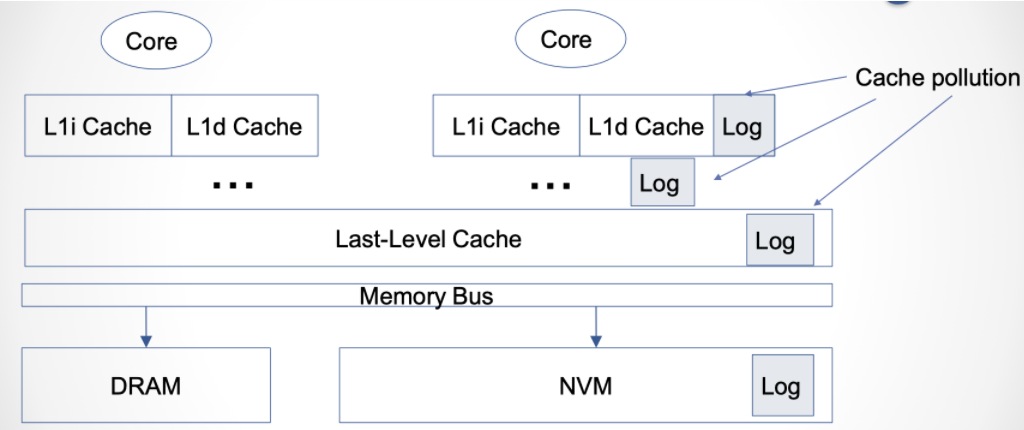 Core
Core
Cache pollution
L1i Cache
L1d Cache
L1i Cache
L1d Cache
Log
...
...
Log
Last-Level Cache
Log
Memory Bus
DRAM
NVM
Log